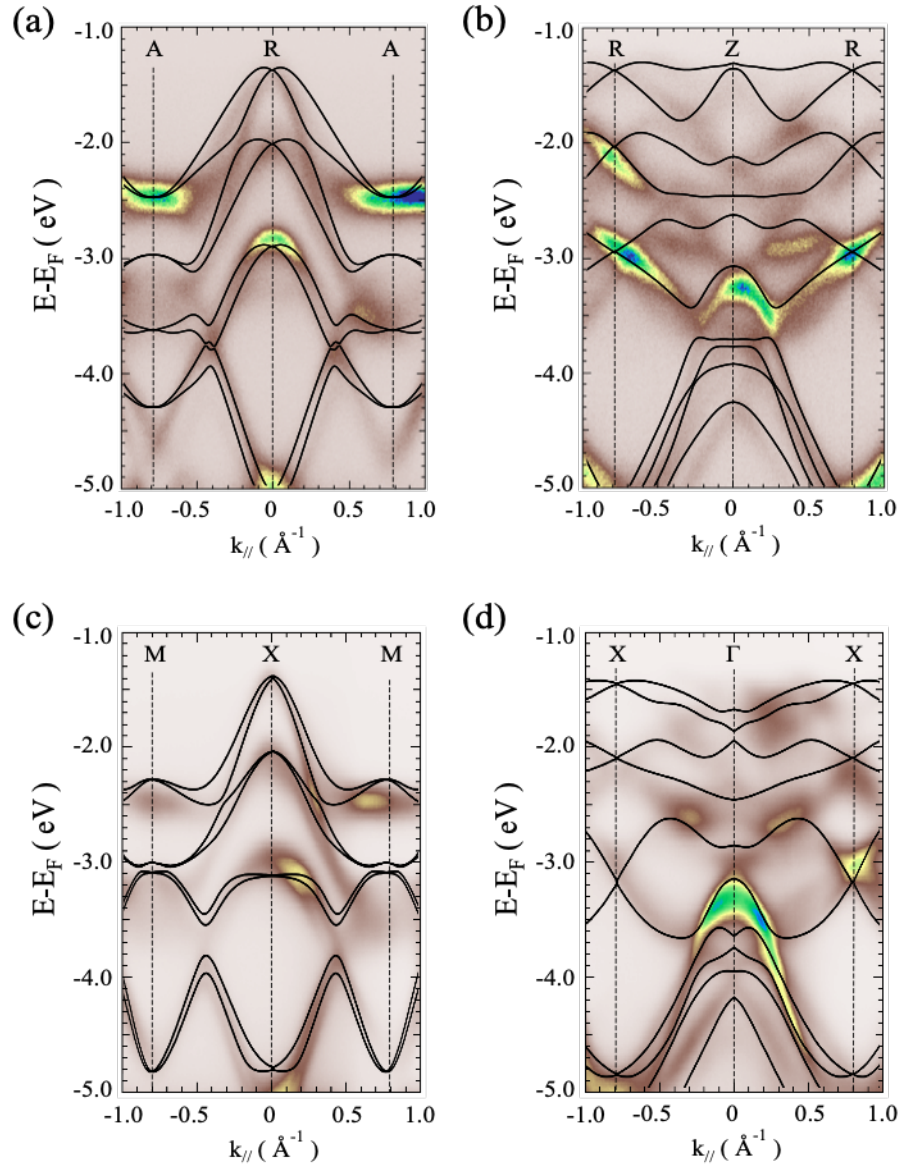 (a)
A R A
-1.0
-2.0
-3.0
-4.0
-5.0
E-E_F ( eV )
-1.0 -0.5 0 0.5 1.0
k_// ( Å⁻¹ )
(b)
R Z R
-1.0
-2.0
-3.0
-4.0
-5.0
E-E_F ( eV )
-1.0 -0.5 0 0.5 1.0
k_// ( Å⁻¹ )
(c)
M X M
-1.0
-2.0
-3.0
-4.0
-5.0
E-E_F ( eV )
-1.0 -0.5 0 0.5 1.0
k_// ( Å⁻¹ )
(d)
X Γ X
-1.0
-2.0
-3.0
-4.0
-5.0
E-E_F ( eV )
-1.0 -0.5 0 0.5 1.0
k_// ( Å⁻¹ )